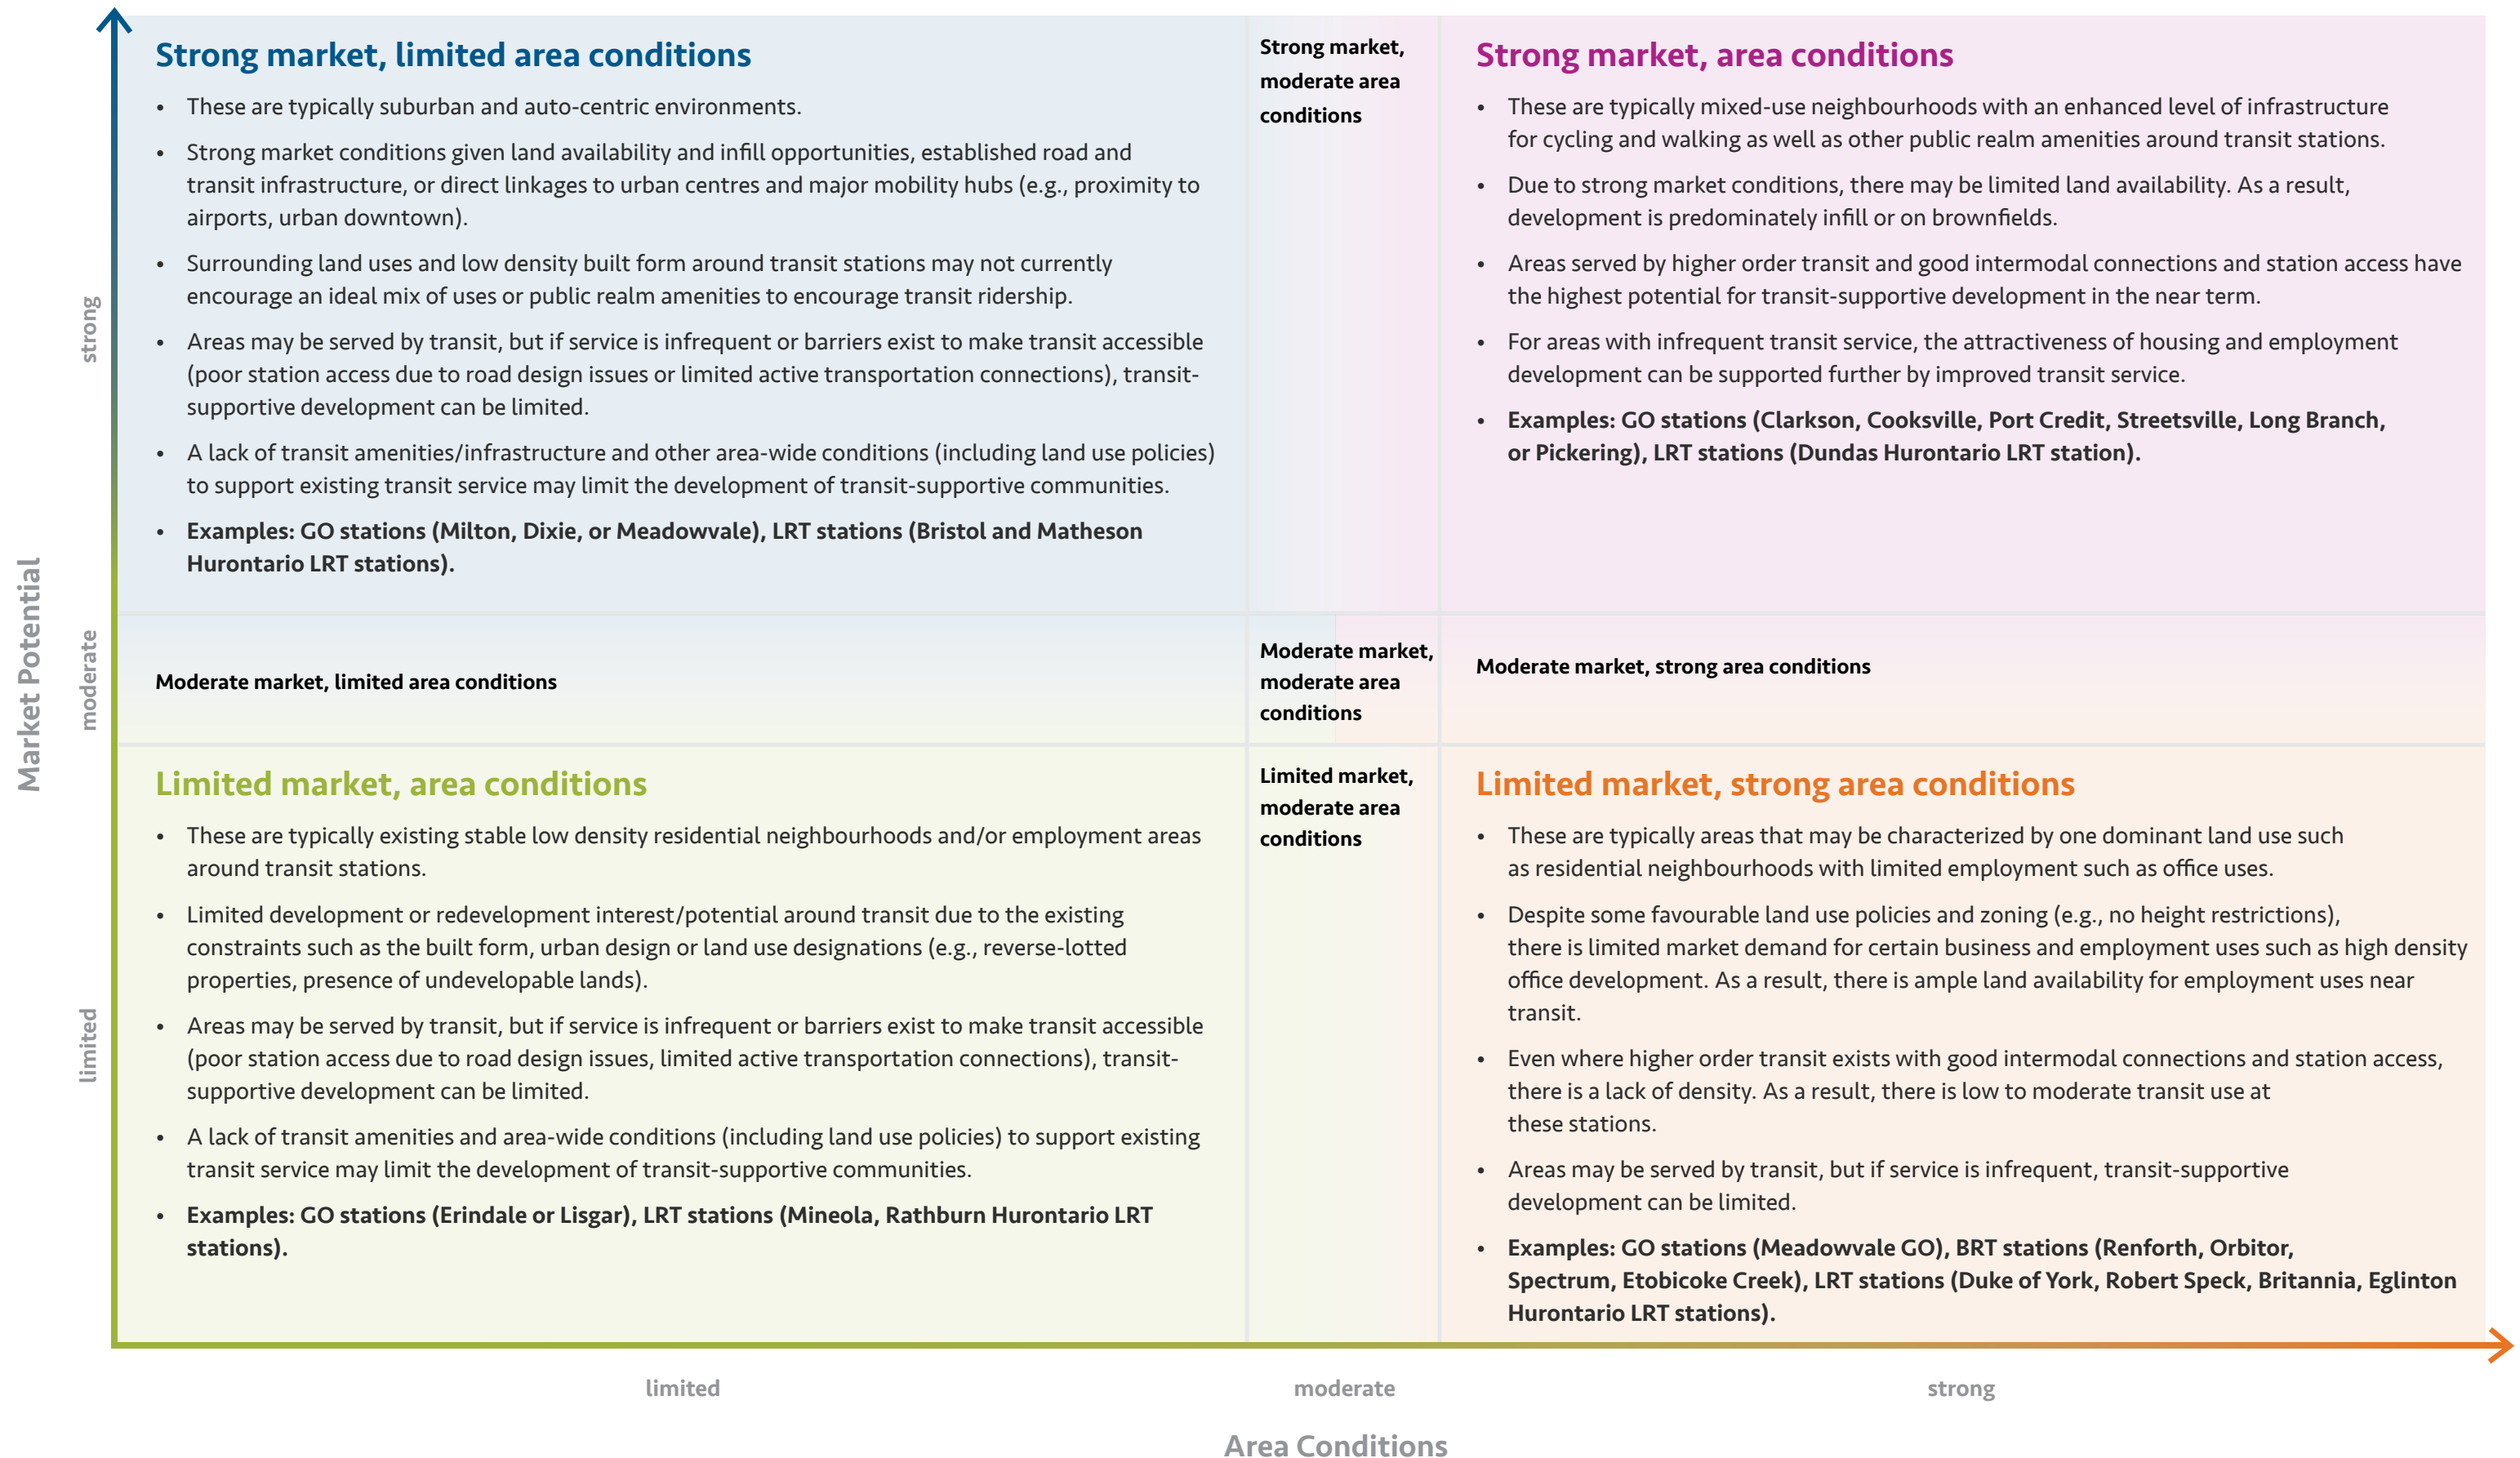 Strong market, limited area conditions
• These are typically suburban and auto-centric environments.
• Strong market conditions given land availability and infill opportunities, established road and
transit infrastructure, or direct linkages to urban centres and major mobility hubs (e.g., proximity to
airports, urban downtown).
• Surrounding land uses and low density built form around transit stations may not currently
encourage an ideal mix of uses or public realm amenities to encourage transit ridership.
• Areas may be served by transit, but if service is infrequent or barriers exist to make transit accessible
(poor station access due to road design issues or limited active transportation connections), transit-
supportive development can be limited.
• A lack of transit amenities/infrastructure and other area-wide conditions (including land use policies)
to support existing transit service may limit the development of transit-supportive communities.
• Examples: GO stations (Milton, Dixie, or Meadowvale), LRT stations (Bristol and Matheson
Hurontario LRT stations).
Strong market,
moderate area
conditions
Strong market, area conditions
• These are typically mixed-use neighbourhoods with an enhanced level of infrastructure
for cycling and walking as well as other public realm amenities around transit stations.
• Due to strong market conditions, there may be limited land availability. As a result,
development is predominately infill or on brownfields.
• Areas served by higher order transit and good intermodal connections and station access have
the highest potential for transit-supportive development in the near term.
• For areas with infrequent transit service, the attractiveness of housing and employment
development can be supported further by improved transit service.
• Examples: GO stations (Clarkson, Cooksville, Port Credit, Streetsville, Long Branch,
or Pickering), LRT stations (Dundas Hurontario LRT station).
Moderate market, limited area conditions
Moderate market,
moderate area
conditions
Moderate market, strong area conditions
Limited market, area conditions
• These are typically existing stable low density residential neighbourhoods and/or employment areas
around transit stations.
• Limited development or redevelopment interest/potential around transit due to the existing
constraints such as the built form, urban design or land use designations (e.g., reverse-lotted
properties, presence of undevelopable lands).
• Areas may be served by transit, but if service is infrequent or barriers exist to make transit accessible
(poor station access due to road design issues, limited active transportation connections), transit-
supportive development can be limited.
• A lack of transit amenities and area-wide conditions (including land use policies) to support existing
transit service may limit the development of transit-supportive communities.
• Examples: GO stations (Erindale or Lisgar), LRT stations (Mineola, Rathburn Hurontario LRT
stations).
Limited market,
moderate area
conditions
Limited market, strong area conditions
• These are typically areas that may be characterized by one dominant land use such
as residential neighbourhoods with limited employment such as office uses.
• Despite some favourable land use policies and zoning (e.g., no height restrictions),
there is limited market demand for certain business and employment uses such as high density
office development. As a result, there is ample land availability for employment uses near
transit.
• Even where higher order transit exists with good intermodal connections and station access,
there is a lack of density. As a result, there is low to moderate transit use at
these stations.
• Areas may be served by transit, but if service is infrequent, transit-supportive
development can be limited.
• Examples: GO stations (Meadowvale GO), BRT stations (Renforth, Orbitor,
Spectrum, Etobicoke Creek), LRT stations (Duke of York, Robert Speck, Britannia, Eglinton
Hurontario LRT stations).
Market Potential
strong
moderate
limited
limited
moderate
strong
Area Conditions